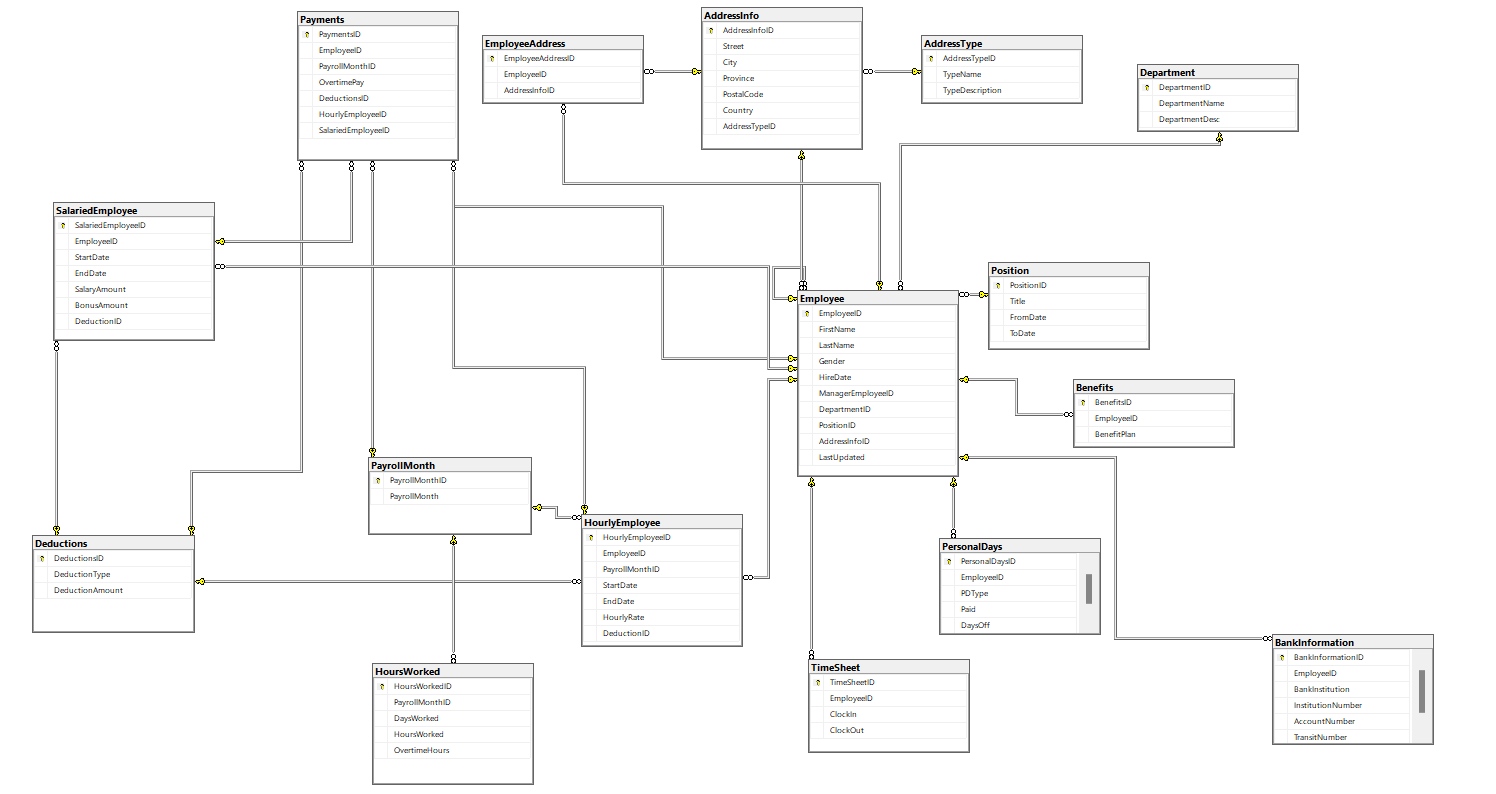 Payments
PaymentsID
EmployeeID
PayrollMonthID
OvertimePay
DeductionsID
HourlyEmployeeID
SalariedEmployeeID
EmployeeAddress
EmployeeAddressID
EmployeeID
AddressInfoID
AddressInfo
AddressInfoID
Street
City
Province
PostalCode
Country
AddressTypeID
AddressType
AddressTypeID
TypeName
TypeDescription
Department
DepartmentID
DepartmentName
DepartmentDesc
SalariedEmployee
SalariedEmployeeID
EmployeeID
StartDate
EndDate
SalaryAmount
BonusAmount
DeductionID
Employee
EmployeeID
FirstName
LastName
Gender
HireDate
ManagerEmployeeID
DepartmentID
PositionID
AddressInfoID
LastUpdated
Position
PositionID
Title
FromDate
ToDate
Benefits
BenefitsID
EmployeeID
BenefitPlan
PayrollMonth
PayrollMonthID
PayrollMonth
HourlyEmployee
HourlyEmployeeID
EmployeeID
PayrollMonthID
StartDate
EndDate
HourlyRate
DeductionID
Deductions
DeductionsID
DeductionType
DeductionAmount
PersonalDays
PersonalDaysID
EmployeeID
PDType
Paid
DaysOff
HoursWorked
HoursWorkedID
PayrollMonthID
DaysWorked
HoursWorked
OvertimeHours
TimeSheet
TimeSheetID
EmployeeID
ClockIn
ClockOut
BankInformation
BankInformationID
EmployeeID
BankInstitution
InstitutionNumber
AccountNumber
TransitNumber